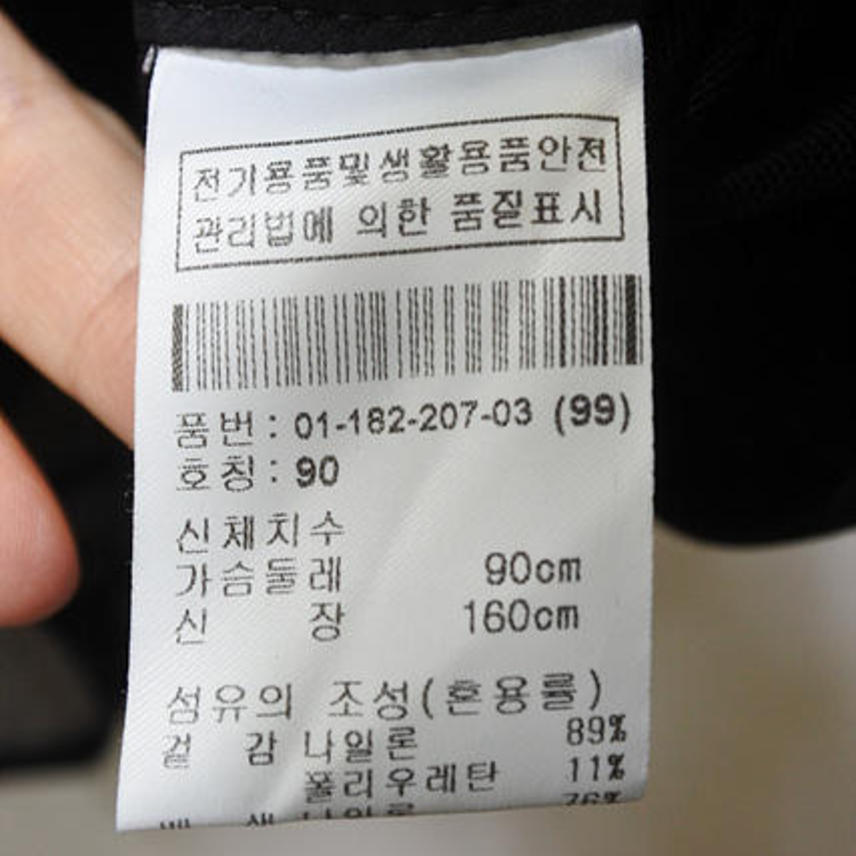 전기용품및생활용품안전
관리법에 의한 품질표시
품번: 01-182-207-03 (99)
호칭: 90
신체치수
가슴둘레 90cm
신 장 160cm
섬유의 조성(혼용률)
겉 감 나일론 89%
폴리우레탄 11%